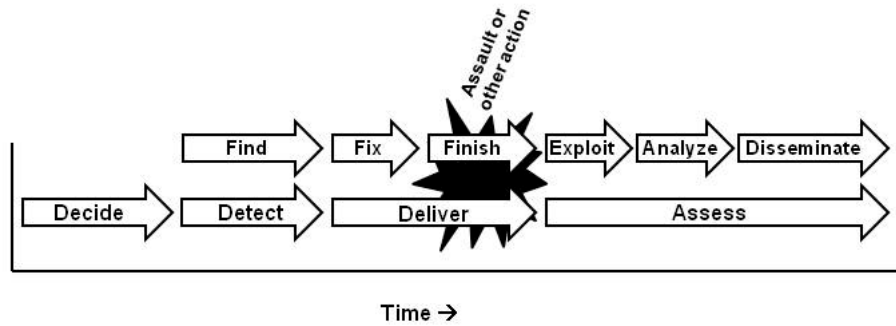 Assault or
other action
Find Fix Finish Exploit Analyze Disseminate
Decide Detect Deliver Assess
Time →